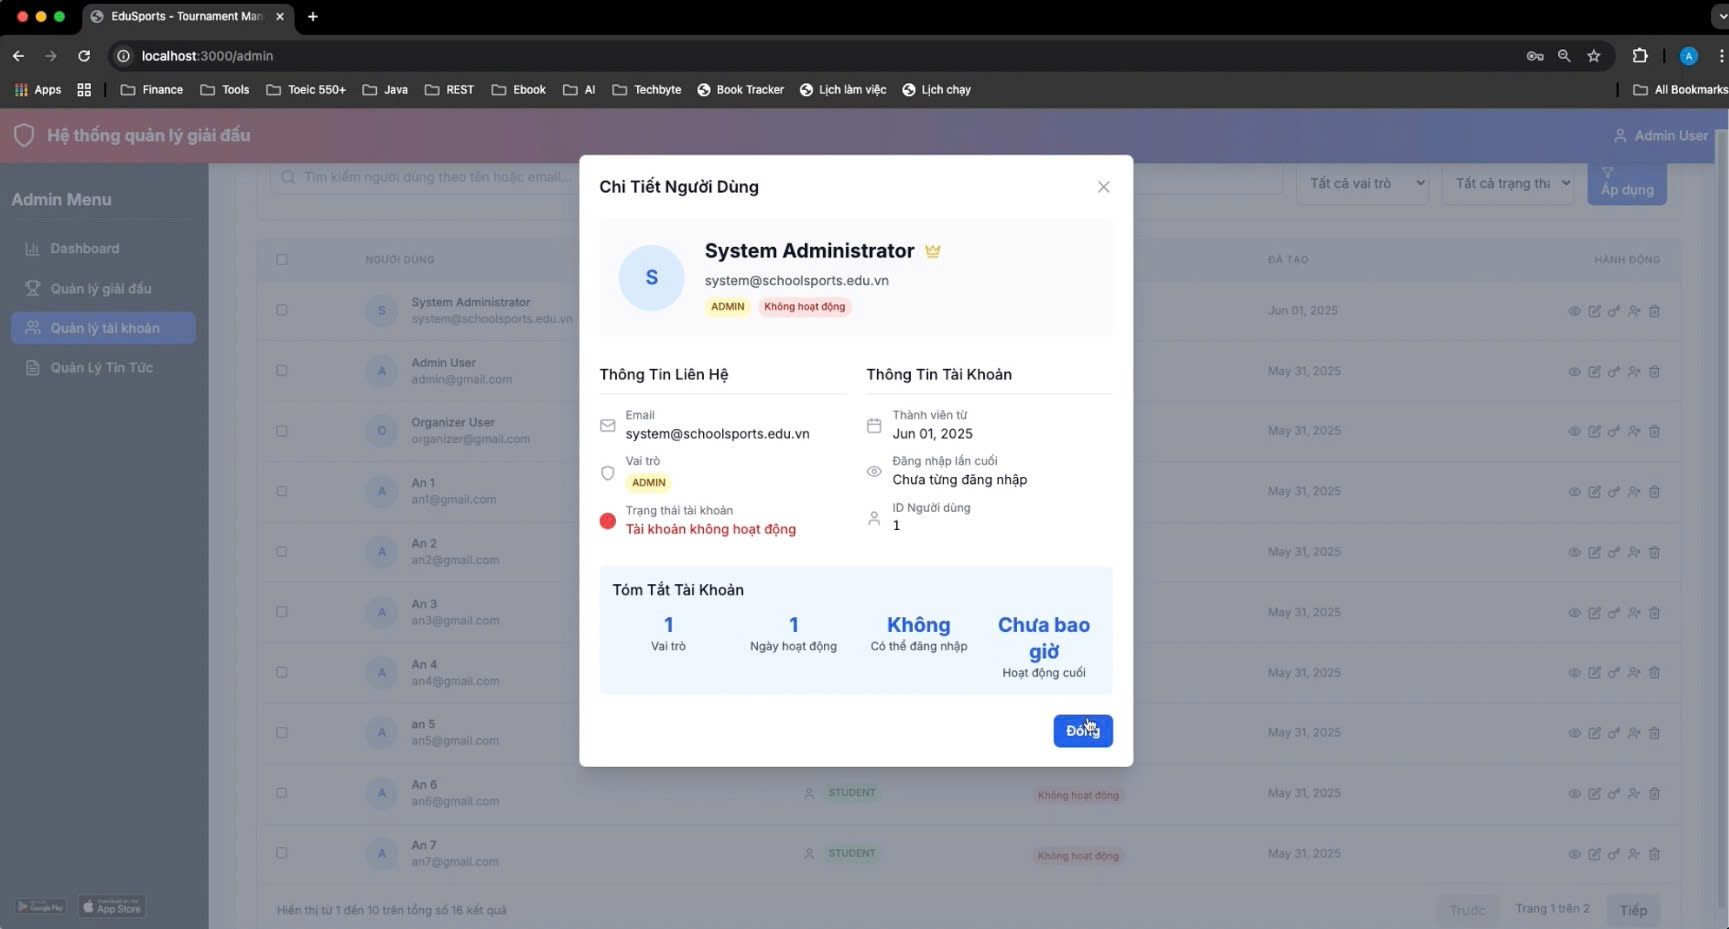 EduSports - Tournament Man
localhost:3000/admin
A
Apps
Finance
Tools
Toeic 550+
Java
REST
Ebook
AI
Techbyte
Book Tracker
Lịch làm việc
Lịch chạy
All Bookmarks
Hệ thống quản lý giải đấu
Admin User
Admin Menu
Dashboard
Quản lý giải đấu
Quản lý tài khoản
Quản Lý Tin Tức
Google Play
Download on the
App Store
Tìm kiếm người dùng theo tên hoặc email...
Tất cả vai trò
Tất cả trạng thá
Áp dụng
NGƯỜI DÙNG
ĐÃ TẠO
HÀNH ĐỘNG
S
System Administrator
system@schoolsports.edu.vn
Jun 01, 2025
A
Admin User
admin@gmail.com
May 31, 2025
O
Organizer User
organizer@gmail.com
May 31, 2025
A
An 1
an1@gmail.com
May 31, 2025
A
An 2
an2@gmail.com
May 31, 2025
A
An 3
an3@gmail.com
May 31, 2025
A
An 4
an4@gmail.com
May 31, 2025
A
an 5
an5@gmail.com
May 31, 2025
A
An 6
an6@gmail.com
STUDENT
Không hoạt động
May 31, 2025
A
An 7
an7@gmail.com
STUDENT
Không hoạt động
May 31, 2025
Hiển thị từ 1 đến 10 trên tổng số 16 kết quả
Trước
Trang 1 trên 2
Tiếp
Chi Tiết Người Dùng
S
System Administrator
system@schoolsports.edu.vn
ADMIN
Không hoạt động
Thông Tin Liên Hệ
Email
system@schoolsports.edu.vn
Vai trò
ADMIN
Trạng thái tài khoản
Tài khoản không hoạt động
Thông Tin Tài Khoản
Thành viên từ
Jun 01, 2025
Đăng nhập lần cuối
Chưa từng đăng nhập
ID Người dùng
1
Tóm Tắt Tài Khoản
1
Vai trò
1
Ngày hoạt động
Không
Có thể đăng nhập
Chưa bao
giờ
Hoạt động cuối
Đóng